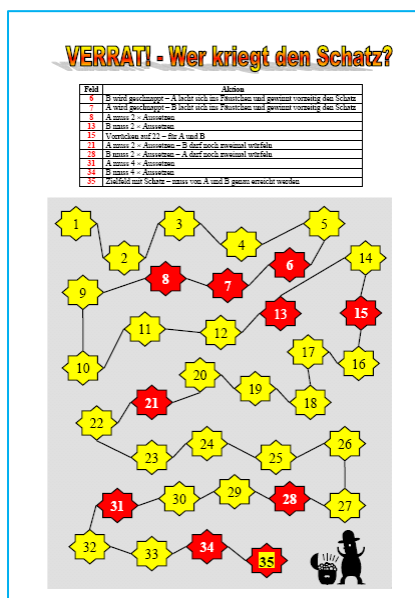 VERRAT! - Wer kriegt den Schatz?
Feld Aktion
6 B wird geschnappt – A lacht sich ins Fäustchen und gewinnt vorzeitig den Schatz
7 A wird geschnappt – B lacht sich ins Fäustchen und gewinnt vorzeitig den Schatz
8 A muss 2 × Aussetzen
13 B muss 2 × Aussetzen
15 Vorrücken auf 22 – für A und B
21 A muss 2 × Aussetzen – B darf noch zweimal würfeln
28 B muss 2 × Aussetzen – A darf noch zweimal würfeln
31 A muss 4 × Aussetzen
34 B muss 4 × Aussetzen
35 Zielfeld mit Schatz – muss von A und B genau erreicht werden
1
2
3
4
5
6
7
8
9
10
11
12
13
14
15
16
17
18
19
20
21
22
23
24
25
26
27
28
29
30
31
32
33
34
35